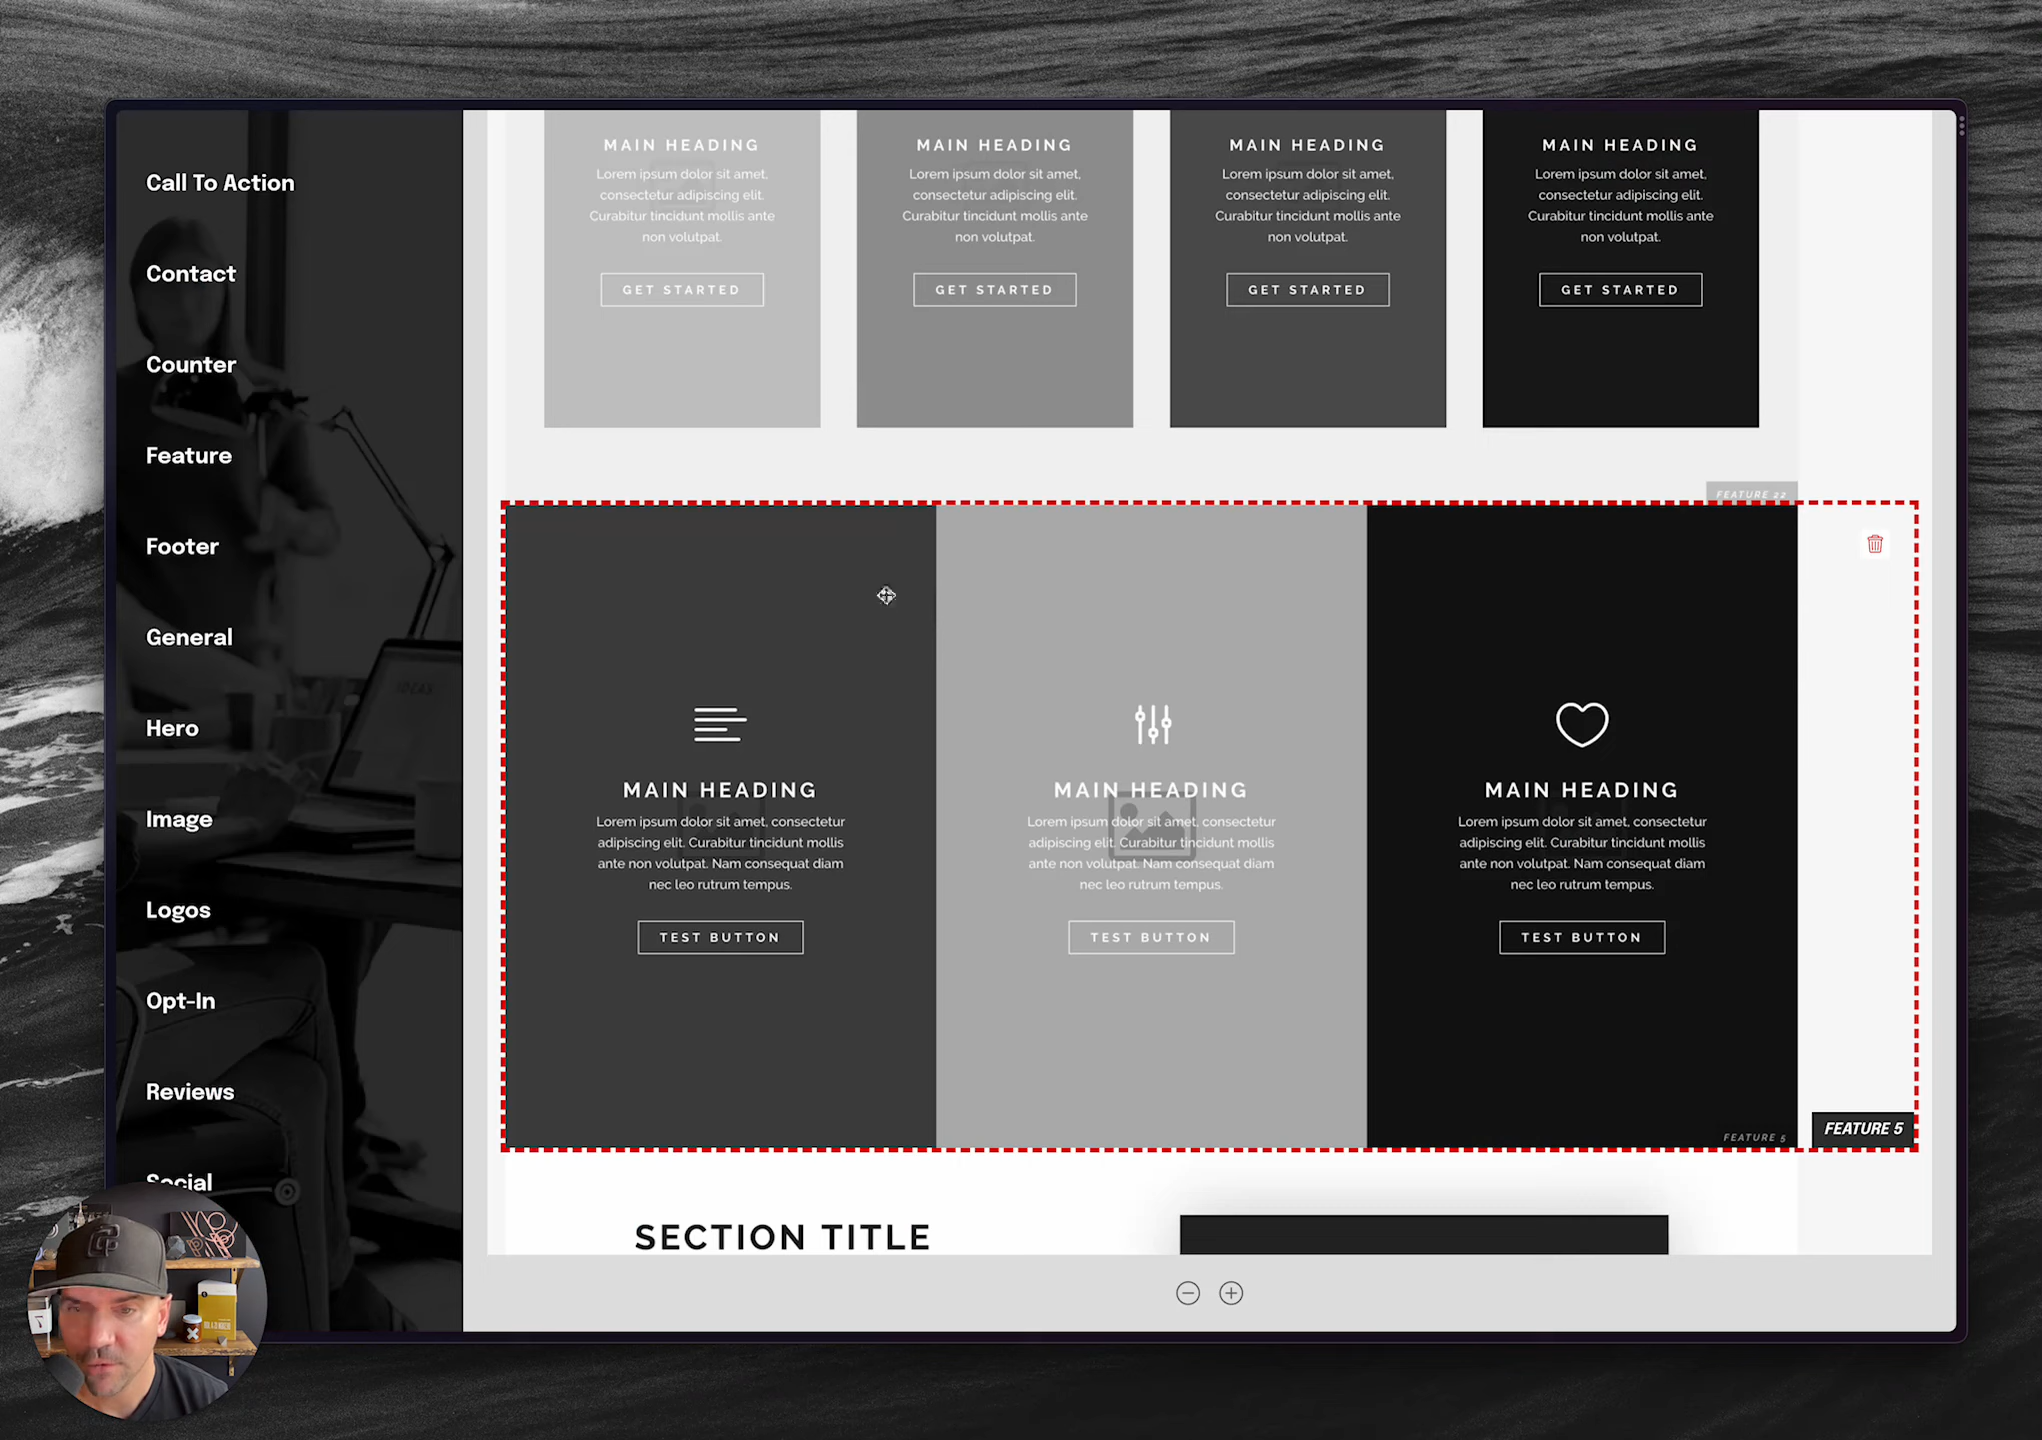 Call To Action
Contact
Counter
Feature
Footer
General
Hero
Image
Logos
Opt-In
Reviews
Social
MAIN HEADING
Lorem ipsum dolor sit amet,
consectetur adipiscing elit.
Curabitur tincidunt mollis ante
non volutpat.
GET STARTED
MAIN HEADING
Lorem ipsum dolor sit amet,
consectetur adipiscing elit.
Curabitur tincidunt mollis ante
non volutpat.
GET STARTED
MAIN HEADING
Lorem ipsum dolor sit amet,
consectetur adipiscing elit.
Curabitur tincidunt mollis ante
non volutpat.
GET STARTED
MAIN HEADING
Lorem ipsum dolor sit amet,
consectetur adipiscing elit.
Curabitur tincidunt mollis ante
non volutpat.
GET STARTED
FEATURE 22
MAIN HEADING
Lorem ipsum dolor sit amet, consectetur
adipiscing elit. Curabitur tincidunt mollis
ante non volutpat. Nam consequat diam
nec leo rutrum tempus.
TEST BUTTON
MAIN HEADING
Lorem ipsum dolor sit amet, consectetur
adipiscing elit. Curabitur tincidunt mollis
ante non volutpat. Nam consequat diam
nec leo rutrum tempus.
TEST BUTTON
MAIN HEADING
Lorem ipsum dolor sit amet, consectetur
adipiscing elit. Curabitur tincidunt mollis
ante non volutpat. Nam consequat diam
nec leo rutrum tempus.
TEST BUTTON
FEATURE 5
FEATURE 5
SECTION TITLE
IDEAS